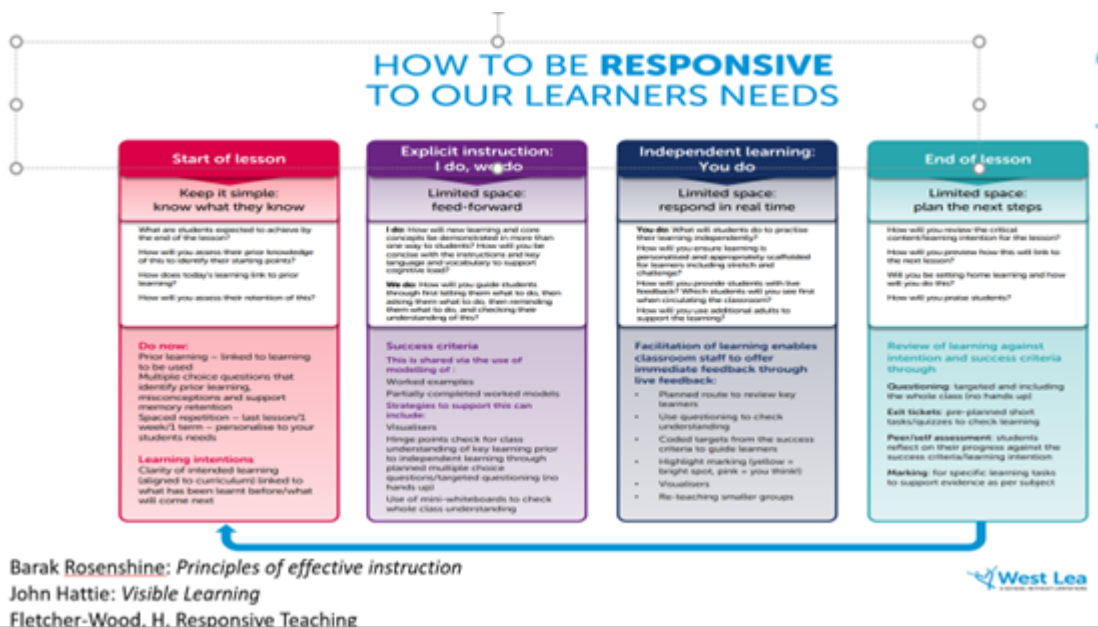 HOW TO BE RESPONSIVE
TO OUR LEARNERS NEEDS
Start of lesson
Keep it simple:
know what they know
What are students expected to achieve by
the end of the lesson?
How will you assess their prior knowledge
of this to identify their starting points?
How does today's learning link to prior
learning?
How will you assess their retention of this?
Do now:
Prior learning – linked to learning
to be used
Multiple choice questions that
identify prior learning,
misconceptions and support
memory retention
Spaced repetition – last lesson/1
week/1 term – personalise to your
students needs
Learning intentions
Clarity of intended learning
(aligned to curriculum) linked to
what has been learnt before/what
will come next
Explicit instruction:
I do, we do
Limited space:
feed-forward
I do: How will new learning and core
concepts be demonstrated in more than
one way to students? How will you be
concise with the instructions and key
language and vocabulary to support
cognitive load?
We do: How will you guide students
through first telling them what to do, then
asking them what to do, then reminding
them what to do, and checking their
understanding of this?
Success criteria
This is shared via the use of
modelling of :
Worked examples
Partially completed worked models
Strategies to support this can
include:
Visualisers
Hinge points check for class
understanding of key learning prior
to independent learning through
planned multiple choice
questions/targeted questioning (no
hands up)
Use of mini-whiteboards to check
whole class understanding
Independent learning:
You do
Limited space:
respond in real time
You do: What will students do to practise
their learning independently?
How will you ensure learning is
personalised and appropriately scaffolded
for learners including stretch and
challenge?
How will you provide students with live
feedback? Which students will you see first
when circulating the classroom?
How will you use additional adults to
support the learning?
Facilitation of learning enables
classroom staff to offer
immediate feedback through
live feedback:
• Planned route to review key
learners
• Use questioning to check
understanding
• Coded targets from the success
criteria to guide learners
• Highlight marking (yellow =
bright spot, pink = you think!)
• Visualisers
• Re-teaching smaller groups
End of lesson
Limited space:
plan the next steps
How will you review the critical
content/learning intention for the lesson?
How will you preview how this will link to
the next lesson?
Will you be setting home learning and how
will you do this?
How will you praise students?
Review of learning against
intention and success criteria
through
Questioning: targeted and including
the whole class (no hands up)
Exit tickets: pre-planned short
tasks/quizzes to check learning
Peer/self assessment: students
reflect on their progress against the
success criteria/learning intention
Marking: for specific learning tasks
to support evidence as per subject
Barak Rosenshine: Principles of effective instruction
John Hattie: Visible Learning
Fletcher-Wood, H. Responsive Teaching
West Lea